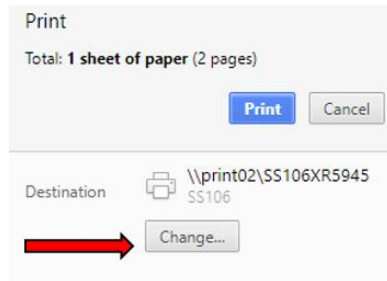 Print
Total: 1 sheet of paper (2 pages)
Print Cancel
Destination
\\print02\SS106XR5945
SS106
Change...